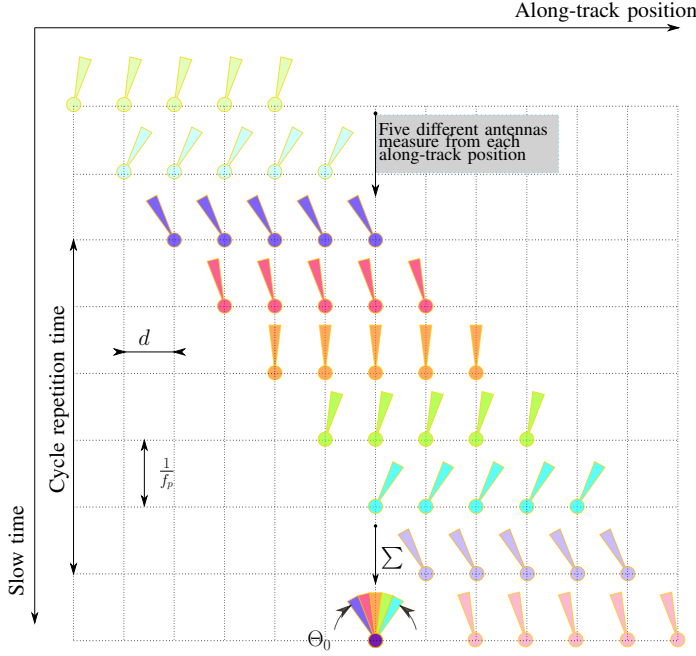 Along-track position
Five different antennas
measure from each
along-track position
d
Cycle repetition time
1
f_p
Slow time
∑
Θ_0